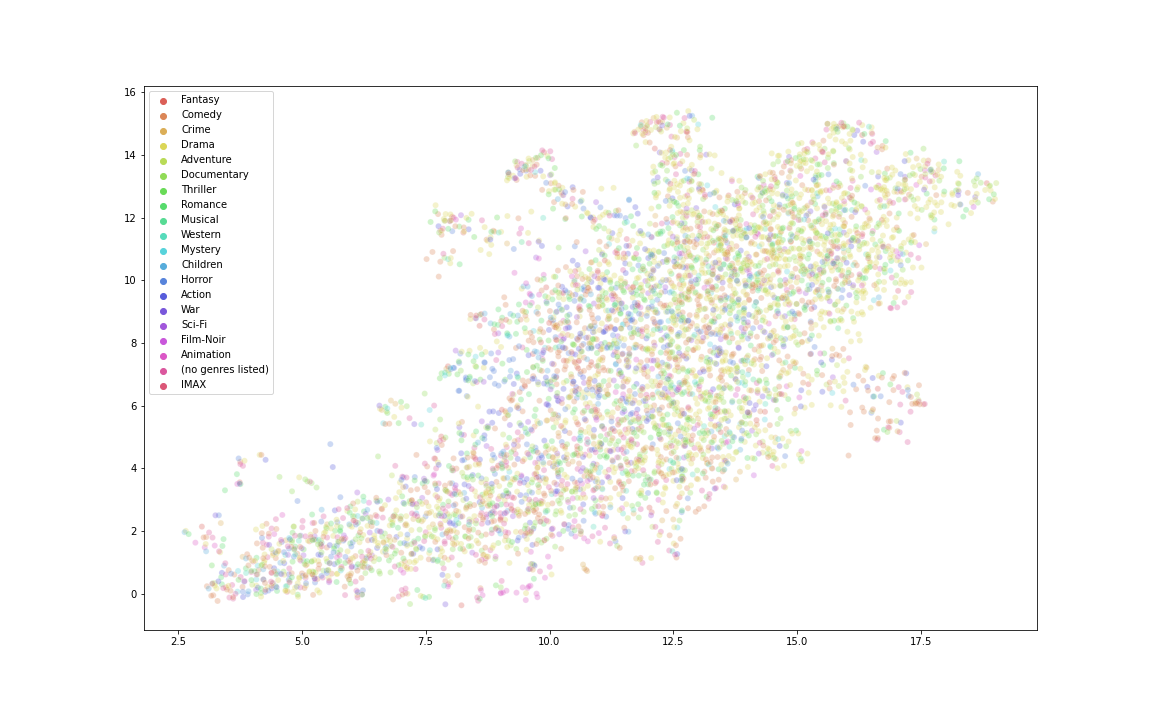 16
14
12
10
8
6
4
2
0
Fantasy
Comedy
Crime
Drama
Adventure
Documentary
Thriller
Romance
Musical
Western
Mystery
Children
Horror
Action
War
Sci-Fi
Film-Noir
Animation
(no genres listed)
IMAX
2.5 5.0 7.5 10.0 12.5 15.0 17.5